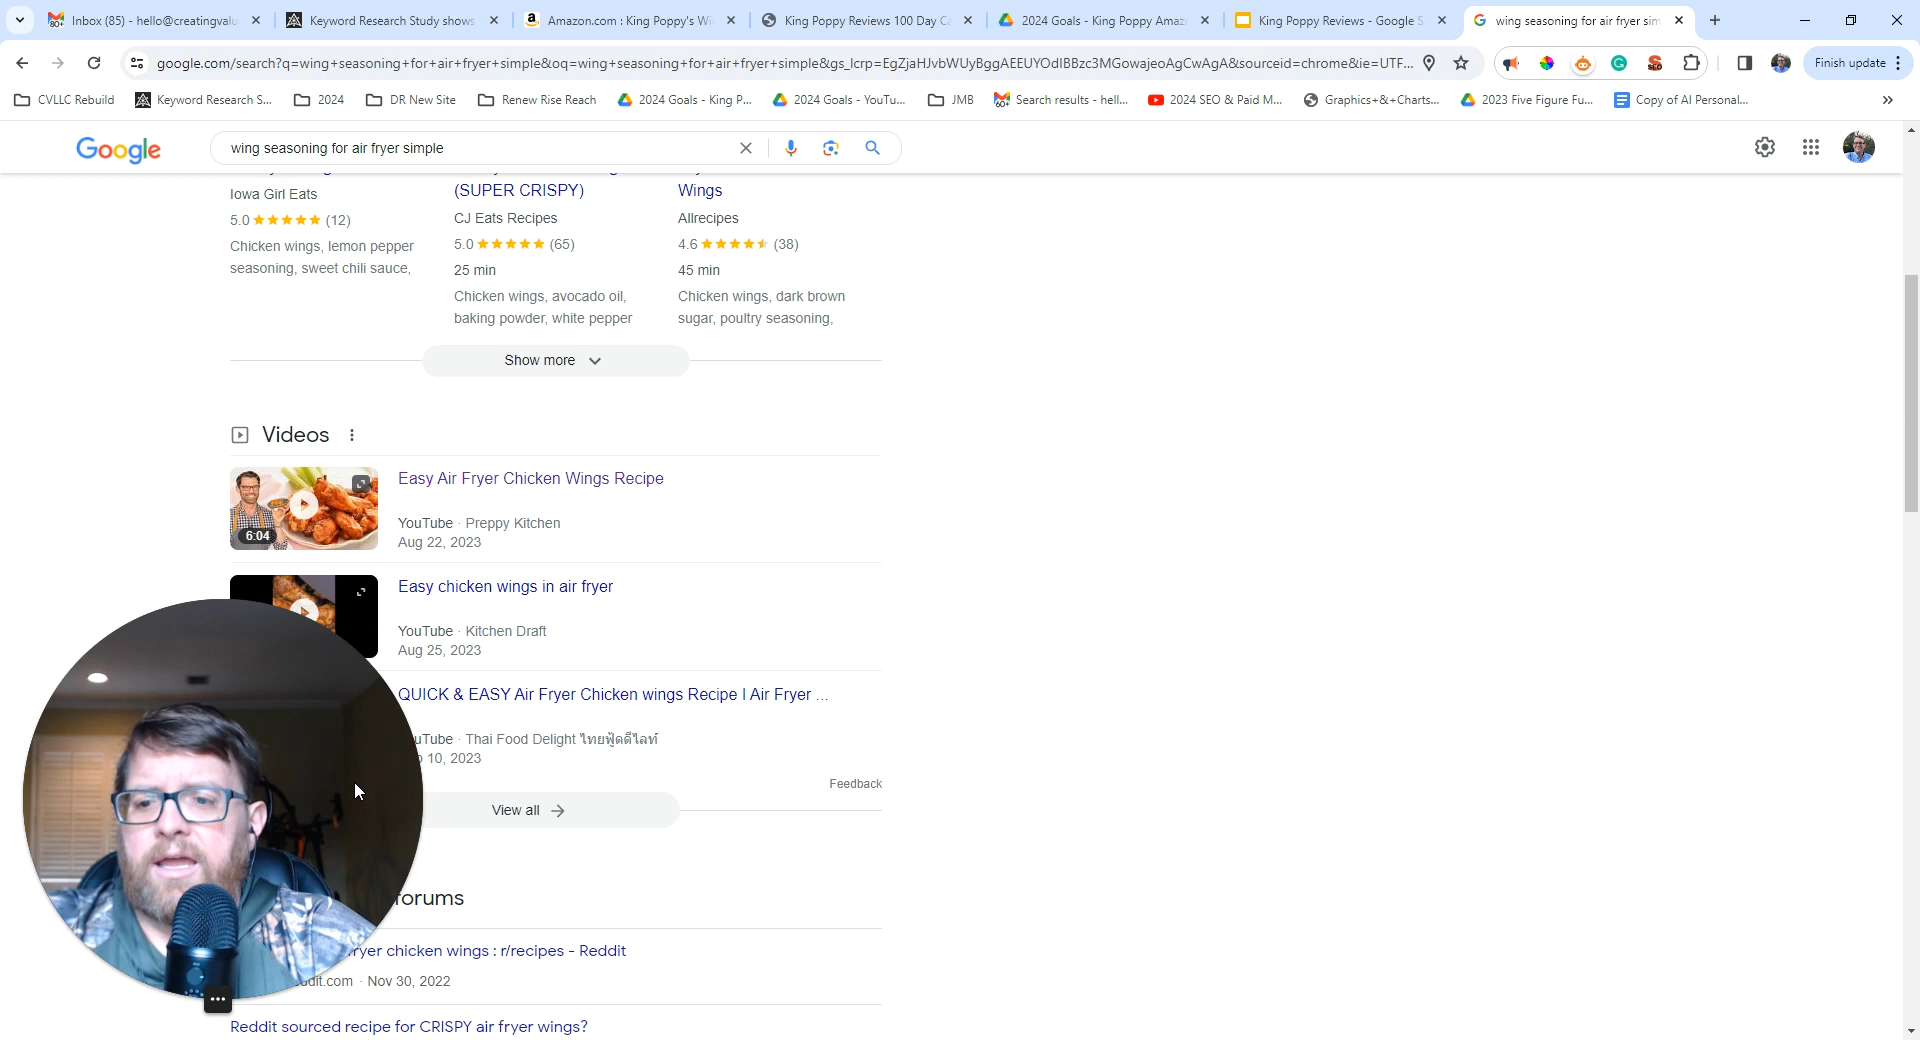 Inbox (85) - hello@creatingvalu
Keyword Research Study shows
Amazon.com : King Poppy's Wi
King Poppy Reviews 100 Day C
2024 Goals - King Poppy Amaz
King Poppy Reviews - Google S
wing seasoning for air fryer sim
google.com/search?q=wing+seasoning+for+air+fryer+simple&oq=wing+seasoning+for+air+fryer+simple&gs_lcrp=EgZjaHJvbWUyBggAEEUYOdIBBzc3MGowajeoAgCwAgA&sourceid=chrome&ie=UTF...
Finish update
CVLLC Rebuild
Keyword Research S...
2024
DR New Site
Renew Rise Reach
2024 Goals - King P...
2024 Goals - YouTu...
JMB
Search results - hell...
2024 SEO & Paid M...
Graphics+&+Charts...
2023 Five Figure Fu...
Copy of AI Personal...
Google
wing seasoning for air fryer simple
Iowa Girl Eats
5.0 (12)
Chicken wings, lemon pepper
seasoning, sweet chili sauce,
(SUPER CRISPY)
CJ Eats Recipes
5.0 (65)
25 min
Chicken wings, avocado oil,
baking powder, white pepper
Wings
Allrecipes
4.6 (38)
45 min
Chicken wings, dark brown
sugar, poultry seasoning,
Show more
Videos
6:04
Easy Air Fryer Chicken Wings Recipe
YouTube · Preppy Kitchen
Aug 22, 2023
Easy chicken wings in air fryer
YouTube · Kitchen Draft
Aug 25, 2023
QUICK & EASY Air Fryer Chicken wings Recipe l Air Fryer ...
uTube · Thai Food Delight ไทยฟู้ดดีไลท์
10, 2023
Feedback
View all
forums
fryer chicken wings : r/recipes - Reddit
ddit.com · Nov 30, 2022
Reddit sourced recipe for CRISPY air fryer wings?